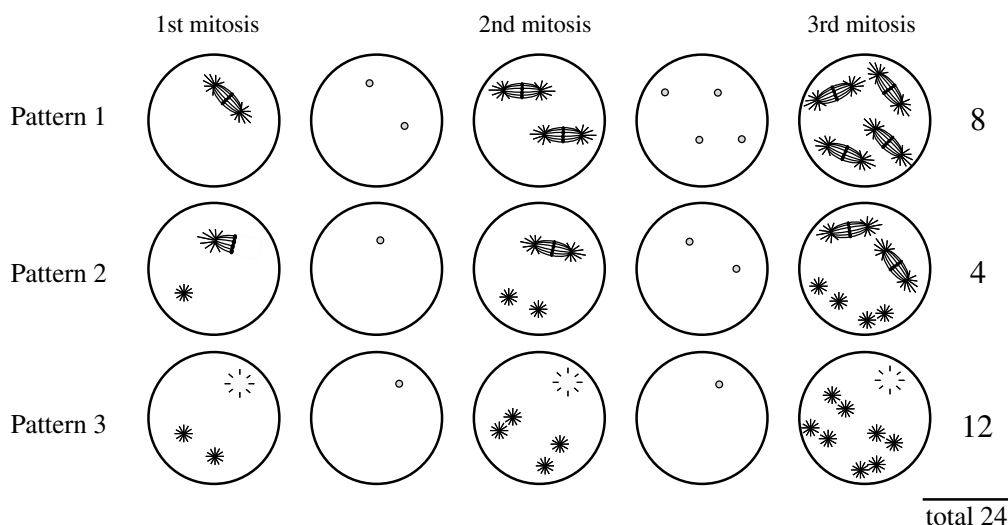 1st mitosis 2nd mitosis 3rd mitosis
Pattern 1 8
Pattern 2 4
Pattern 3 12
total 24